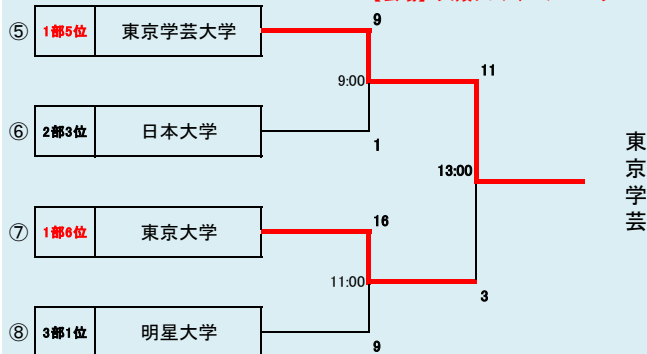 9
⑤ 1部5位 東京学芸大学
9:00
11
⑥ 2部3位 日本大学
1
13:00
東京学芸
⑦ 1部6位 東京大学
16
11:00
3
⑧ 3部1位 明星大学
9